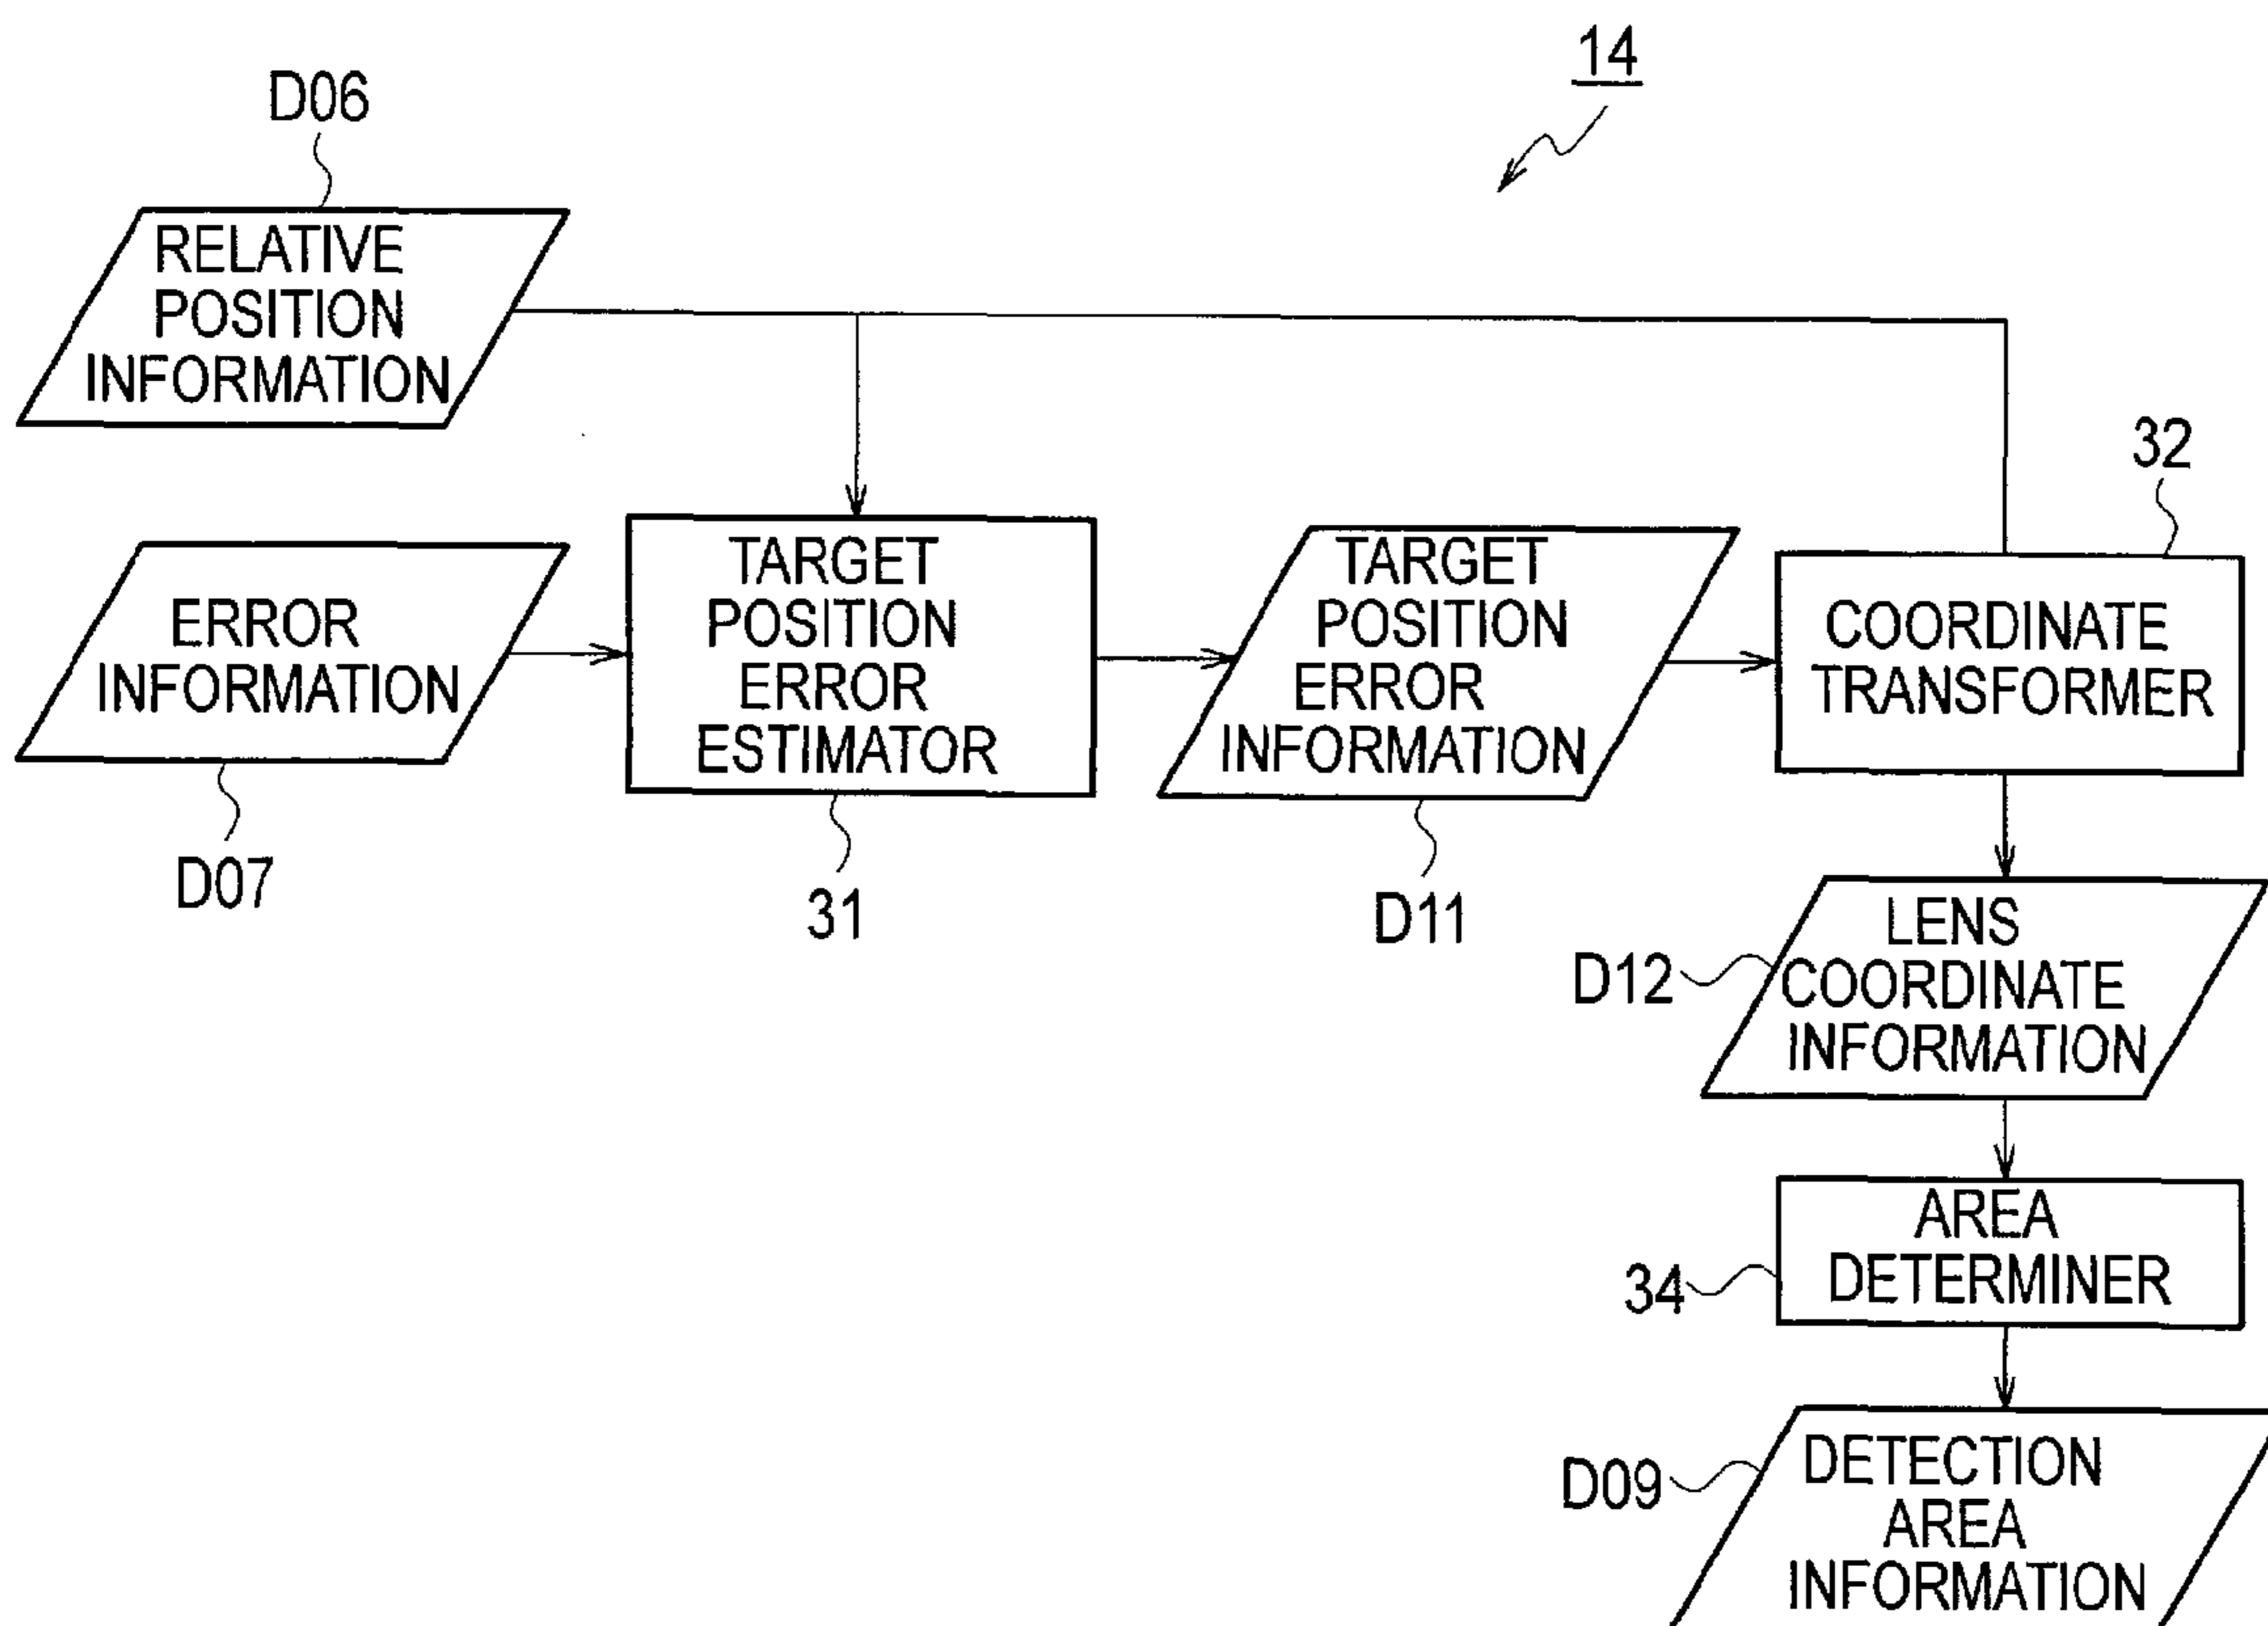 14
D06
RELATIVE
POSITION
INFORMATION
32
ERROR
INFORMATION
D07
TARGET
POSITION
ERROR
ESTIMATOR
31
TARGET
POSITION
ERROR
INFORMATION
D11
COORDINATE
TRANSFORMER
D12
LENS
COORDINATE
INFORMATION
34
AREA
DETERMINER
D09
DETECTION
AREA
INFORMATION